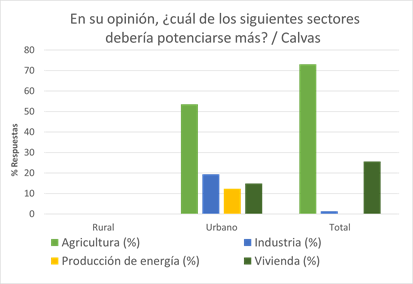 En su opinión, ¿cuál de los siguientes sectores
debería potenciarse más? / Calvas
80
70
60
50
40
30
20
10
0
% Respuestas
Rural Urbano Total
Agricultura (%) Industria (%)
Producción de energía (%) Vivienda (%)